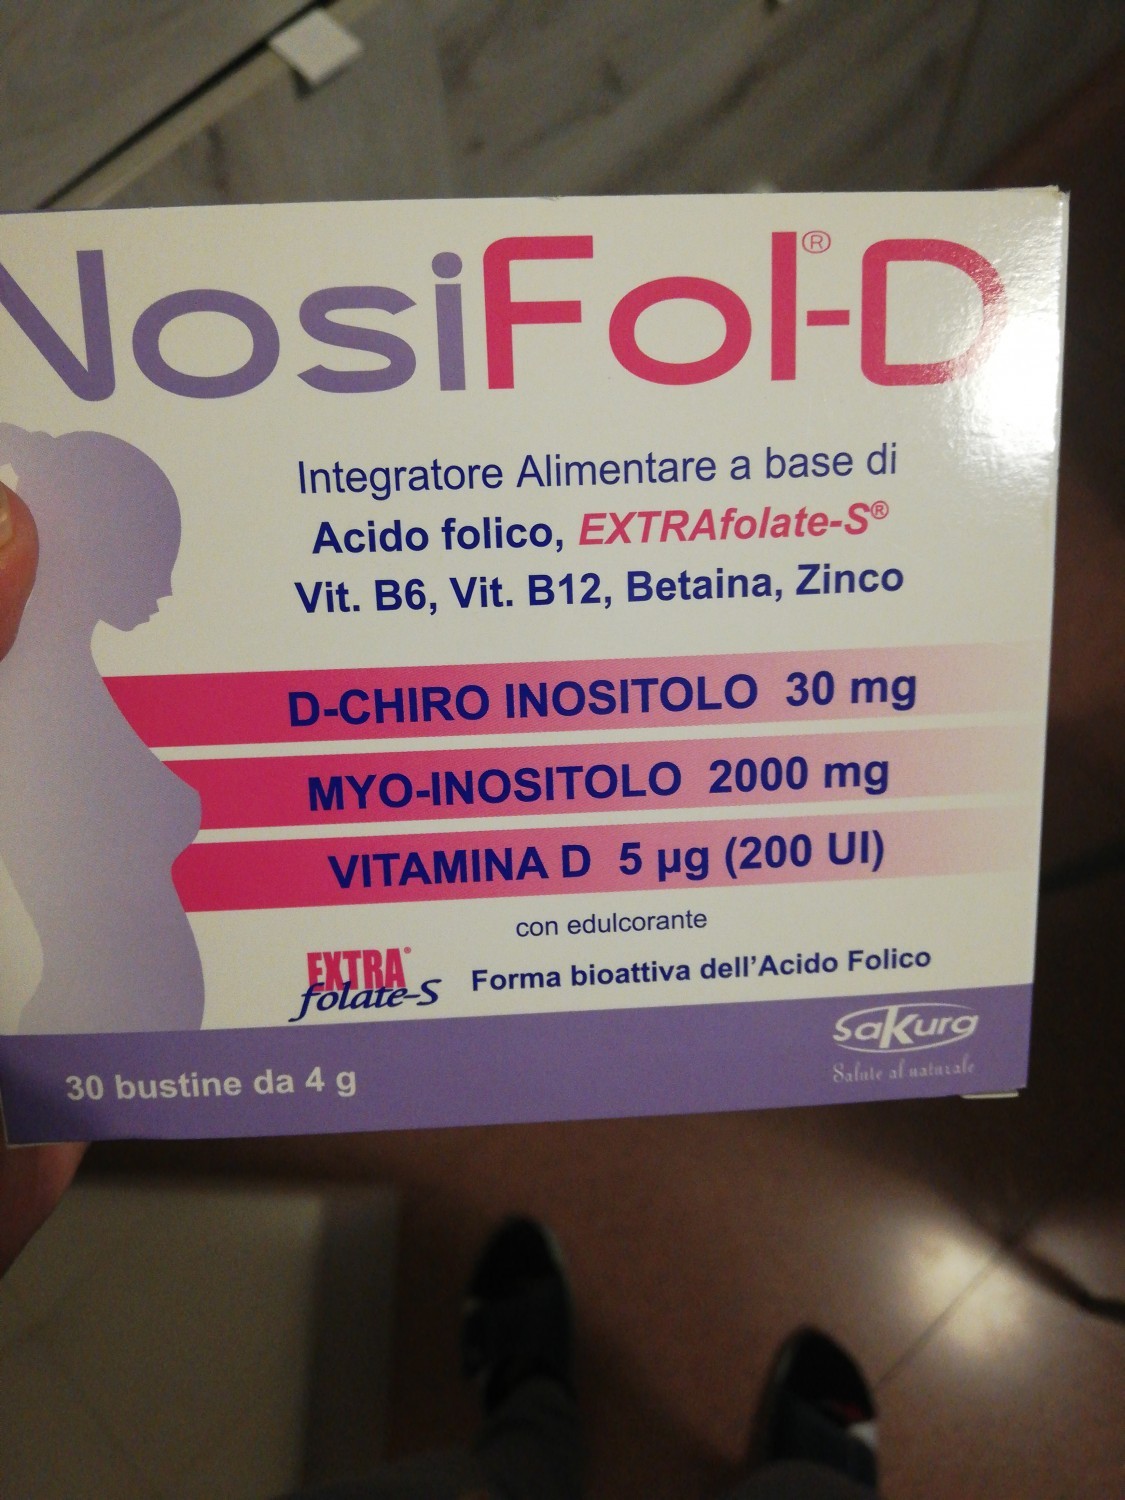 NosiFol-D®
Integratore Alimentare a base di
Acido folico, EXTRAfolate-S®
Vit. B6, Vit. B12, Betaina, Zinco
D-CHIRO INOSITOLO 30 mg
MYO-INOSITOLO 2000 mg
VITAMINA D 5 µg (200 UI)
con edulcorante
EXTRA®
folate-S
Forma bioattiva dell'Acido Folico
sakura
Salute al naturale
30 bustine da 4 g